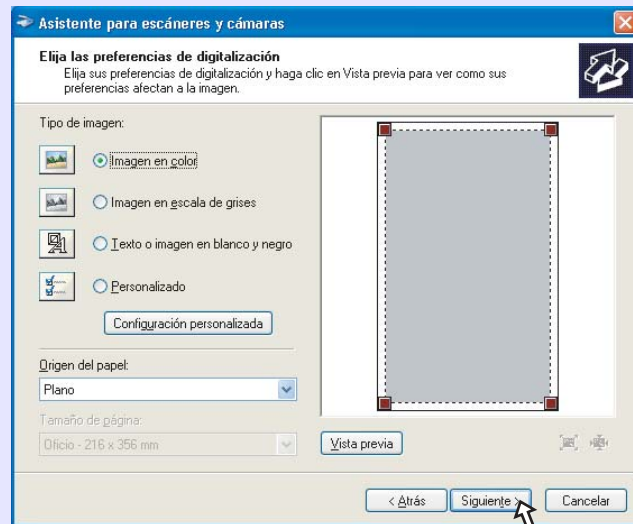 Asistente para escáneres y cámaras
Elija las preferencias de digitalización
Elija sus preferencias de digitalización y haga clic en Vista previa para ver como sus
preferencias afectan a la imagen.
Tipo de imagen:
Imagen en color
Imagen en escala de grises
Texto o imagen en blanco y negro
Personalizado
Configuración personalizada
Origen del papel:
Plano
Tamaño de página:
Oficio - 216 x 356 mm
Vista previa
< Atrás
Siguiente >
Cancelar